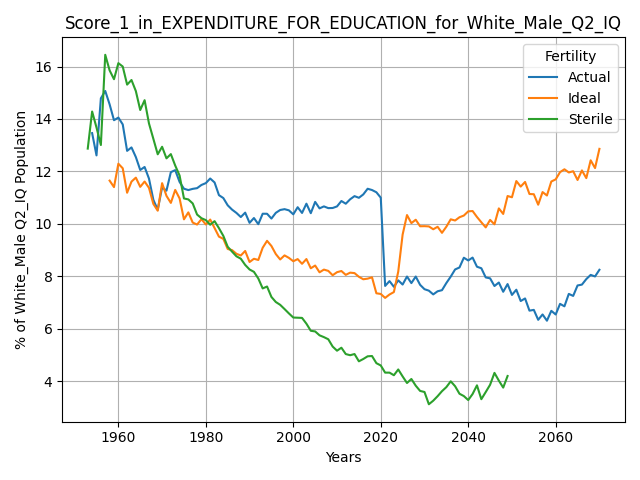 Score_1_in_EXPENDITURE_FOR_EDUCATION_for_White_Male_Q2_IQ
% of White_Male Q2_IQ Population
16
14
12
10
8
6
4
Fertility
Actual
Ideal
Sterile
1960 1980 2000 2020 2040 2060
Years